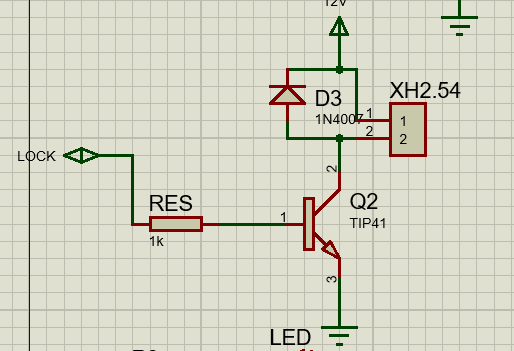 12V
XH2.54
D3
1N4007
1
1
2
2
LOCK
2
RES
1
Q2
TIP41
1k
3
LED